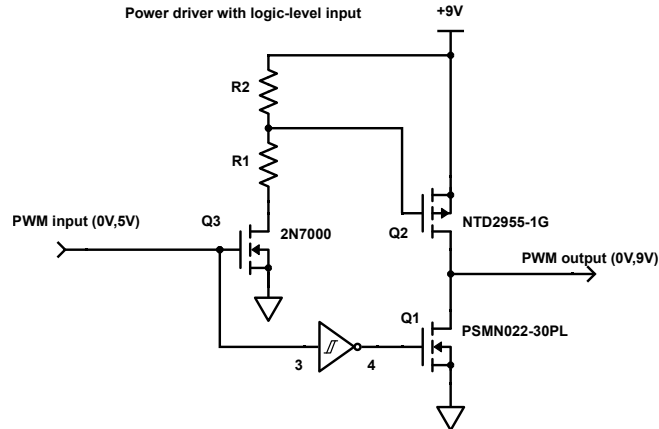 Power driver with logic-level input
+9V
R2
R1
PWM input (0V,5V)
Q3
2N7000
Q2
NTD2955-1G
PWM output (0V,9V)
Q1
PSMN022-30PL
3
4